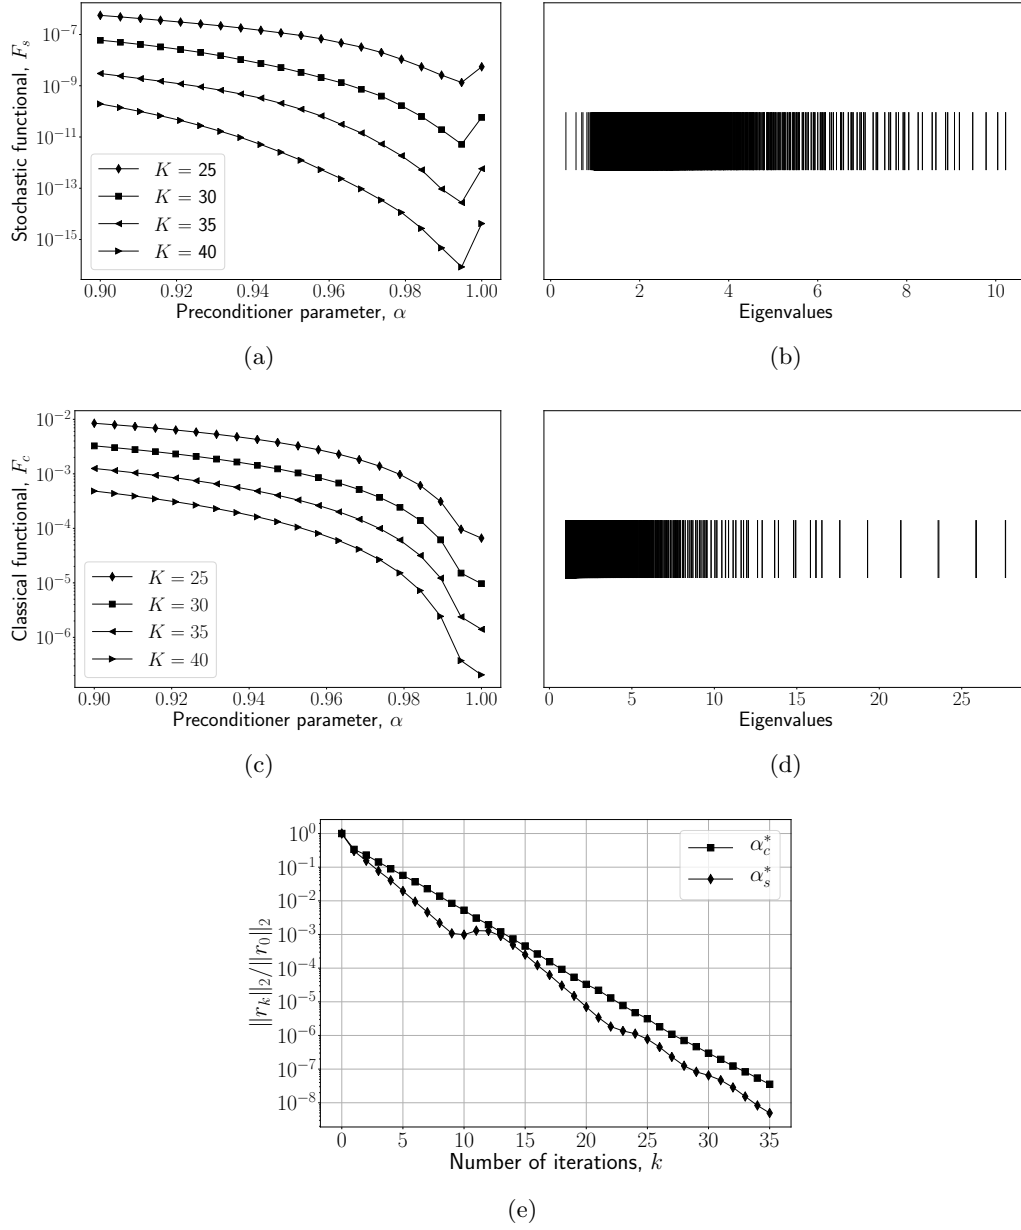 Stochastic functional, F_s
10^{-7}
10^{-9}
10^{-11}
10^{-13}
10^{-15}
K = 25
K = 30
K = 35
K = 40
0.90 0.92 0.94 0.96 0.98 1.00
Preconditioner parameter, α
(a)
0 2 4 6 8 10
Eigenvalues
(b)
Classical functional, F_c
10^{-2}
10^{-3}
10^{-4}
10^{-5}
10^{-6}
K = 25
K = 30
K = 35
K = 40
0.90 0.92 0.94 0.96 0.98 1.00
Preconditioner parameter, α
(c)
0 5 10 15 20 25
Eigenvalues
(d)
||r_k||_2/||r_0||_2
10^0
10^{-1}
10^{-2}
10^{-3}
10^{-4}
10^{-5}
10^{-6}
10^{-7}
10^{-8}
α_c^*
α_s^*
0 5 10 15 20 25 30 35
Number of iterations, k
(e)